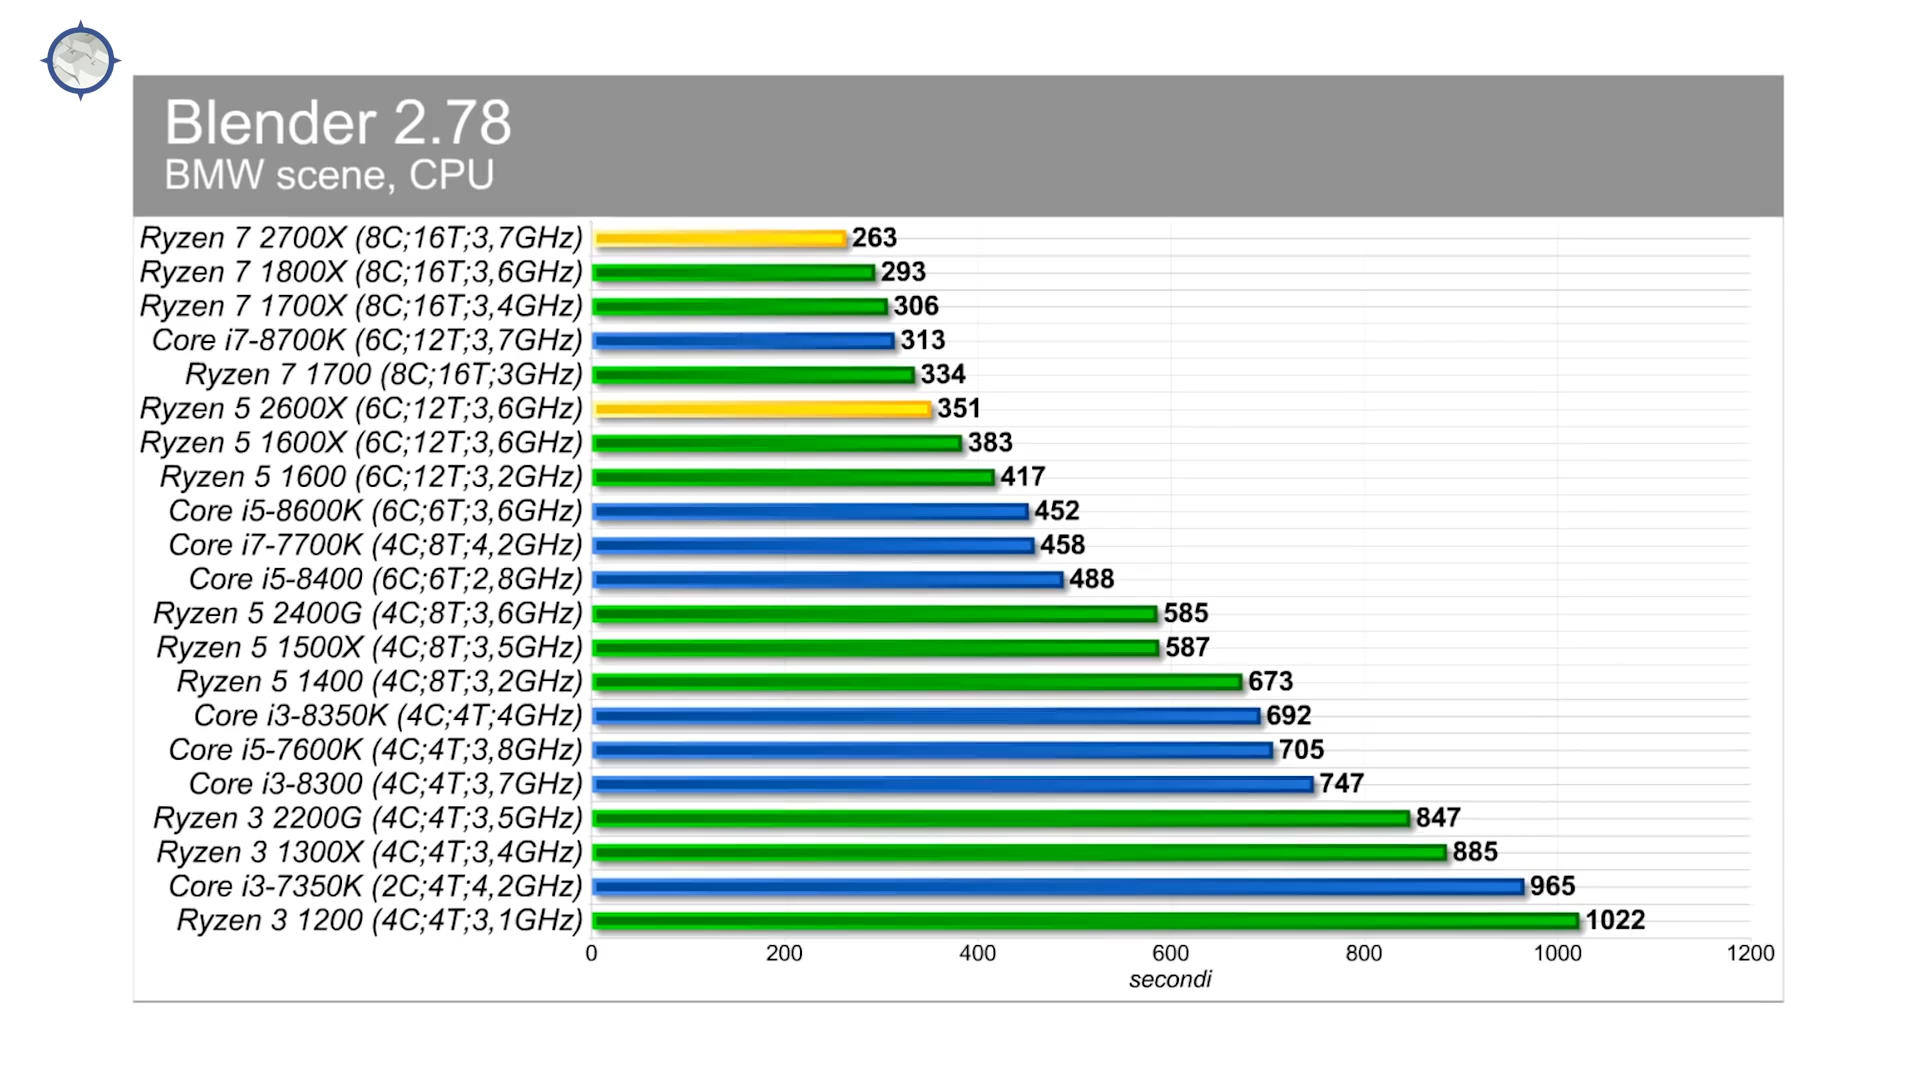 Blender 2.78
BMW scene, CPU
Ryzen 7 2700X (8C;16T;3,7GHz) 263
Ryzen 7 1800X (8C;16T;3,6GHz) 293
Ryzen 7 1700X (8C;16T;3,4GHz) 306
Core i7-8700K (6C;12T;3,7GHz) 313
Ryzen 7 1700 (8C;16T;3GHz) 334
Ryzen 5 2600X (6C;12T;3,6GHz) 351
Ryzen 5 1600X (6C;12T;3,6GHz) 383
Ryzen 5 1600 (6C;12T;3,2GHz) 417
Core i5-8600K (6C;6T;3,6GHz) 452
Core i7-7700K (4C;8T;4,2GHz) 458
Core i5-8400 (6C;6T;2,8GHz) 488
Ryzen 5 2400G (4C;8T;3,6GHz) 585
Ryzen 5 1500X (4C;8T;3,5GHz) 587
Ryzen 5 1400 (4C;8T;3,2GHz) 673
Core i3-8350K (4C;4T;4GHz) 692
Core i5-7600K (4C;4T;3,8GHz) 705
Core i3-8300 (4C;4T;3,7GHz) 747
Ryzen 3 2200G (4C;4T;3,5GHz) 847
Ryzen 3 1300X (4C;4T;3,4GHz) 885
Core i3-7350K (2C;4T;4,2GHz) 965
Ryzen 3 1200 (4C;4T;3,1GHz) 1022
0 200 400 600 800 1000 1200
secondi